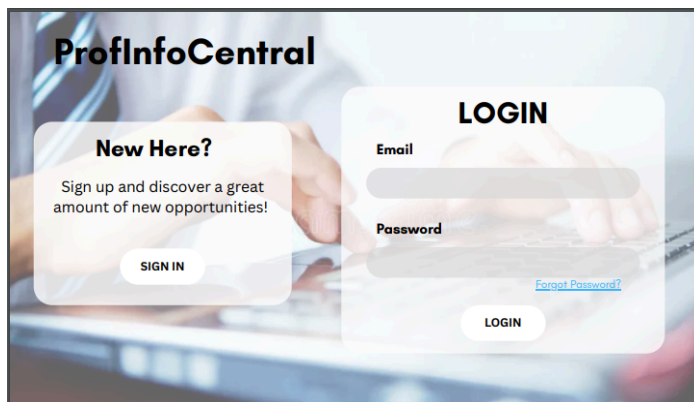 ProfInfoCentral
New Here?
Sign up and discover a great
amount of new opportunities!
SIGN IN
LOGIN
Email
Password
Forgot Password?
LOGIN